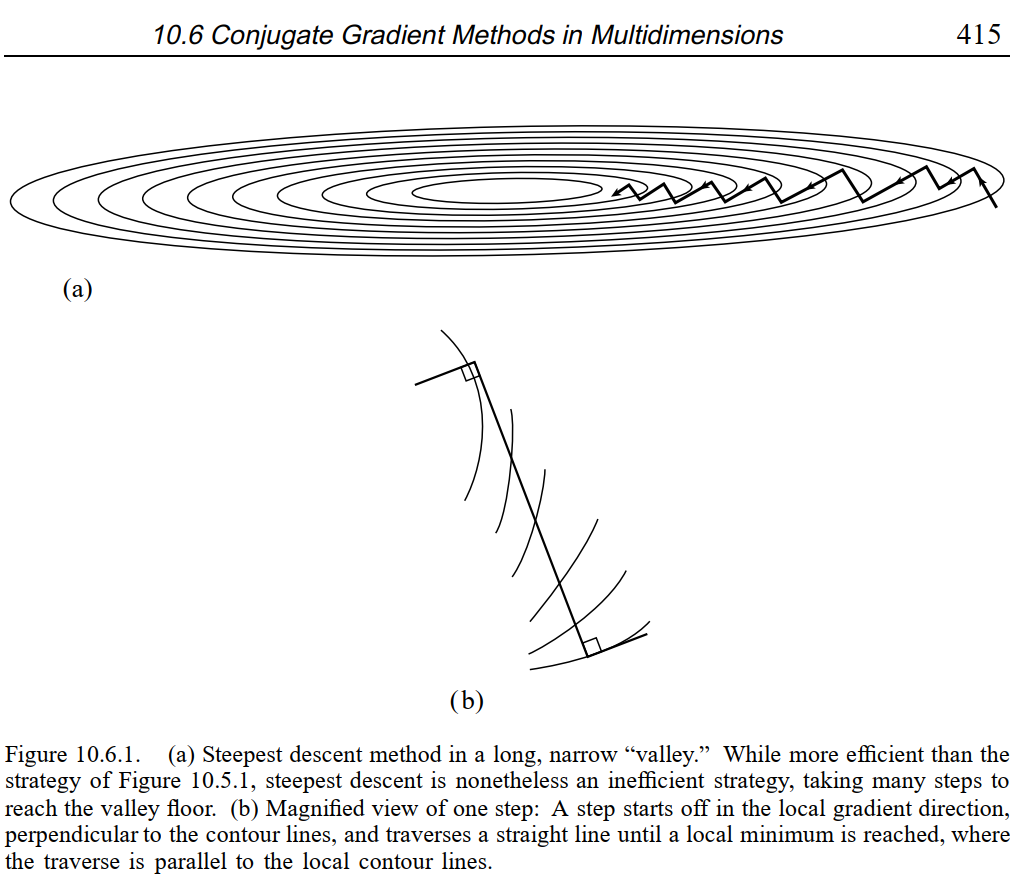 10.6 Conjugate Gradient Methods in Multidimensions 415
(a)
(b)
Figure 10.6.1. (a) Steepest descent method in a long, narrow “valley.” While more efficient than the
strategy of Figure 10.5.1, steepest descent is nonetheless an inefficient strategy, taking many steps to
reach the valley floor. (b) Magnified view of one step: A step starts off in the local gradient direction,
perpendicular to the contour lines, and traverses a straight line until a local minimum is reached, where
the traverse is parallel to the local contour lines.